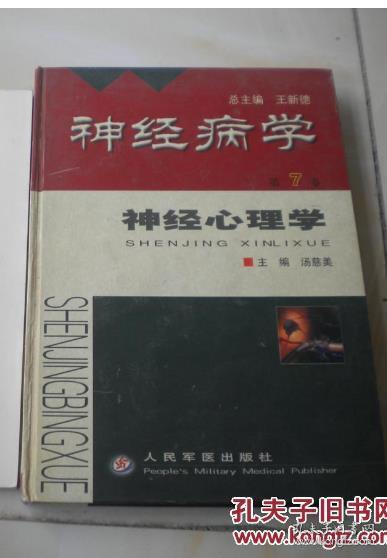 总主编 王新德
神经病学
第 7 卷
神经心理学
SHENJING XINLIXUE
主 编 汤慈美
SHENJINGBINGXUE
人民军医出版社
People's Military Medical Publisher
孔夫子旧书网
www.kongfz.com